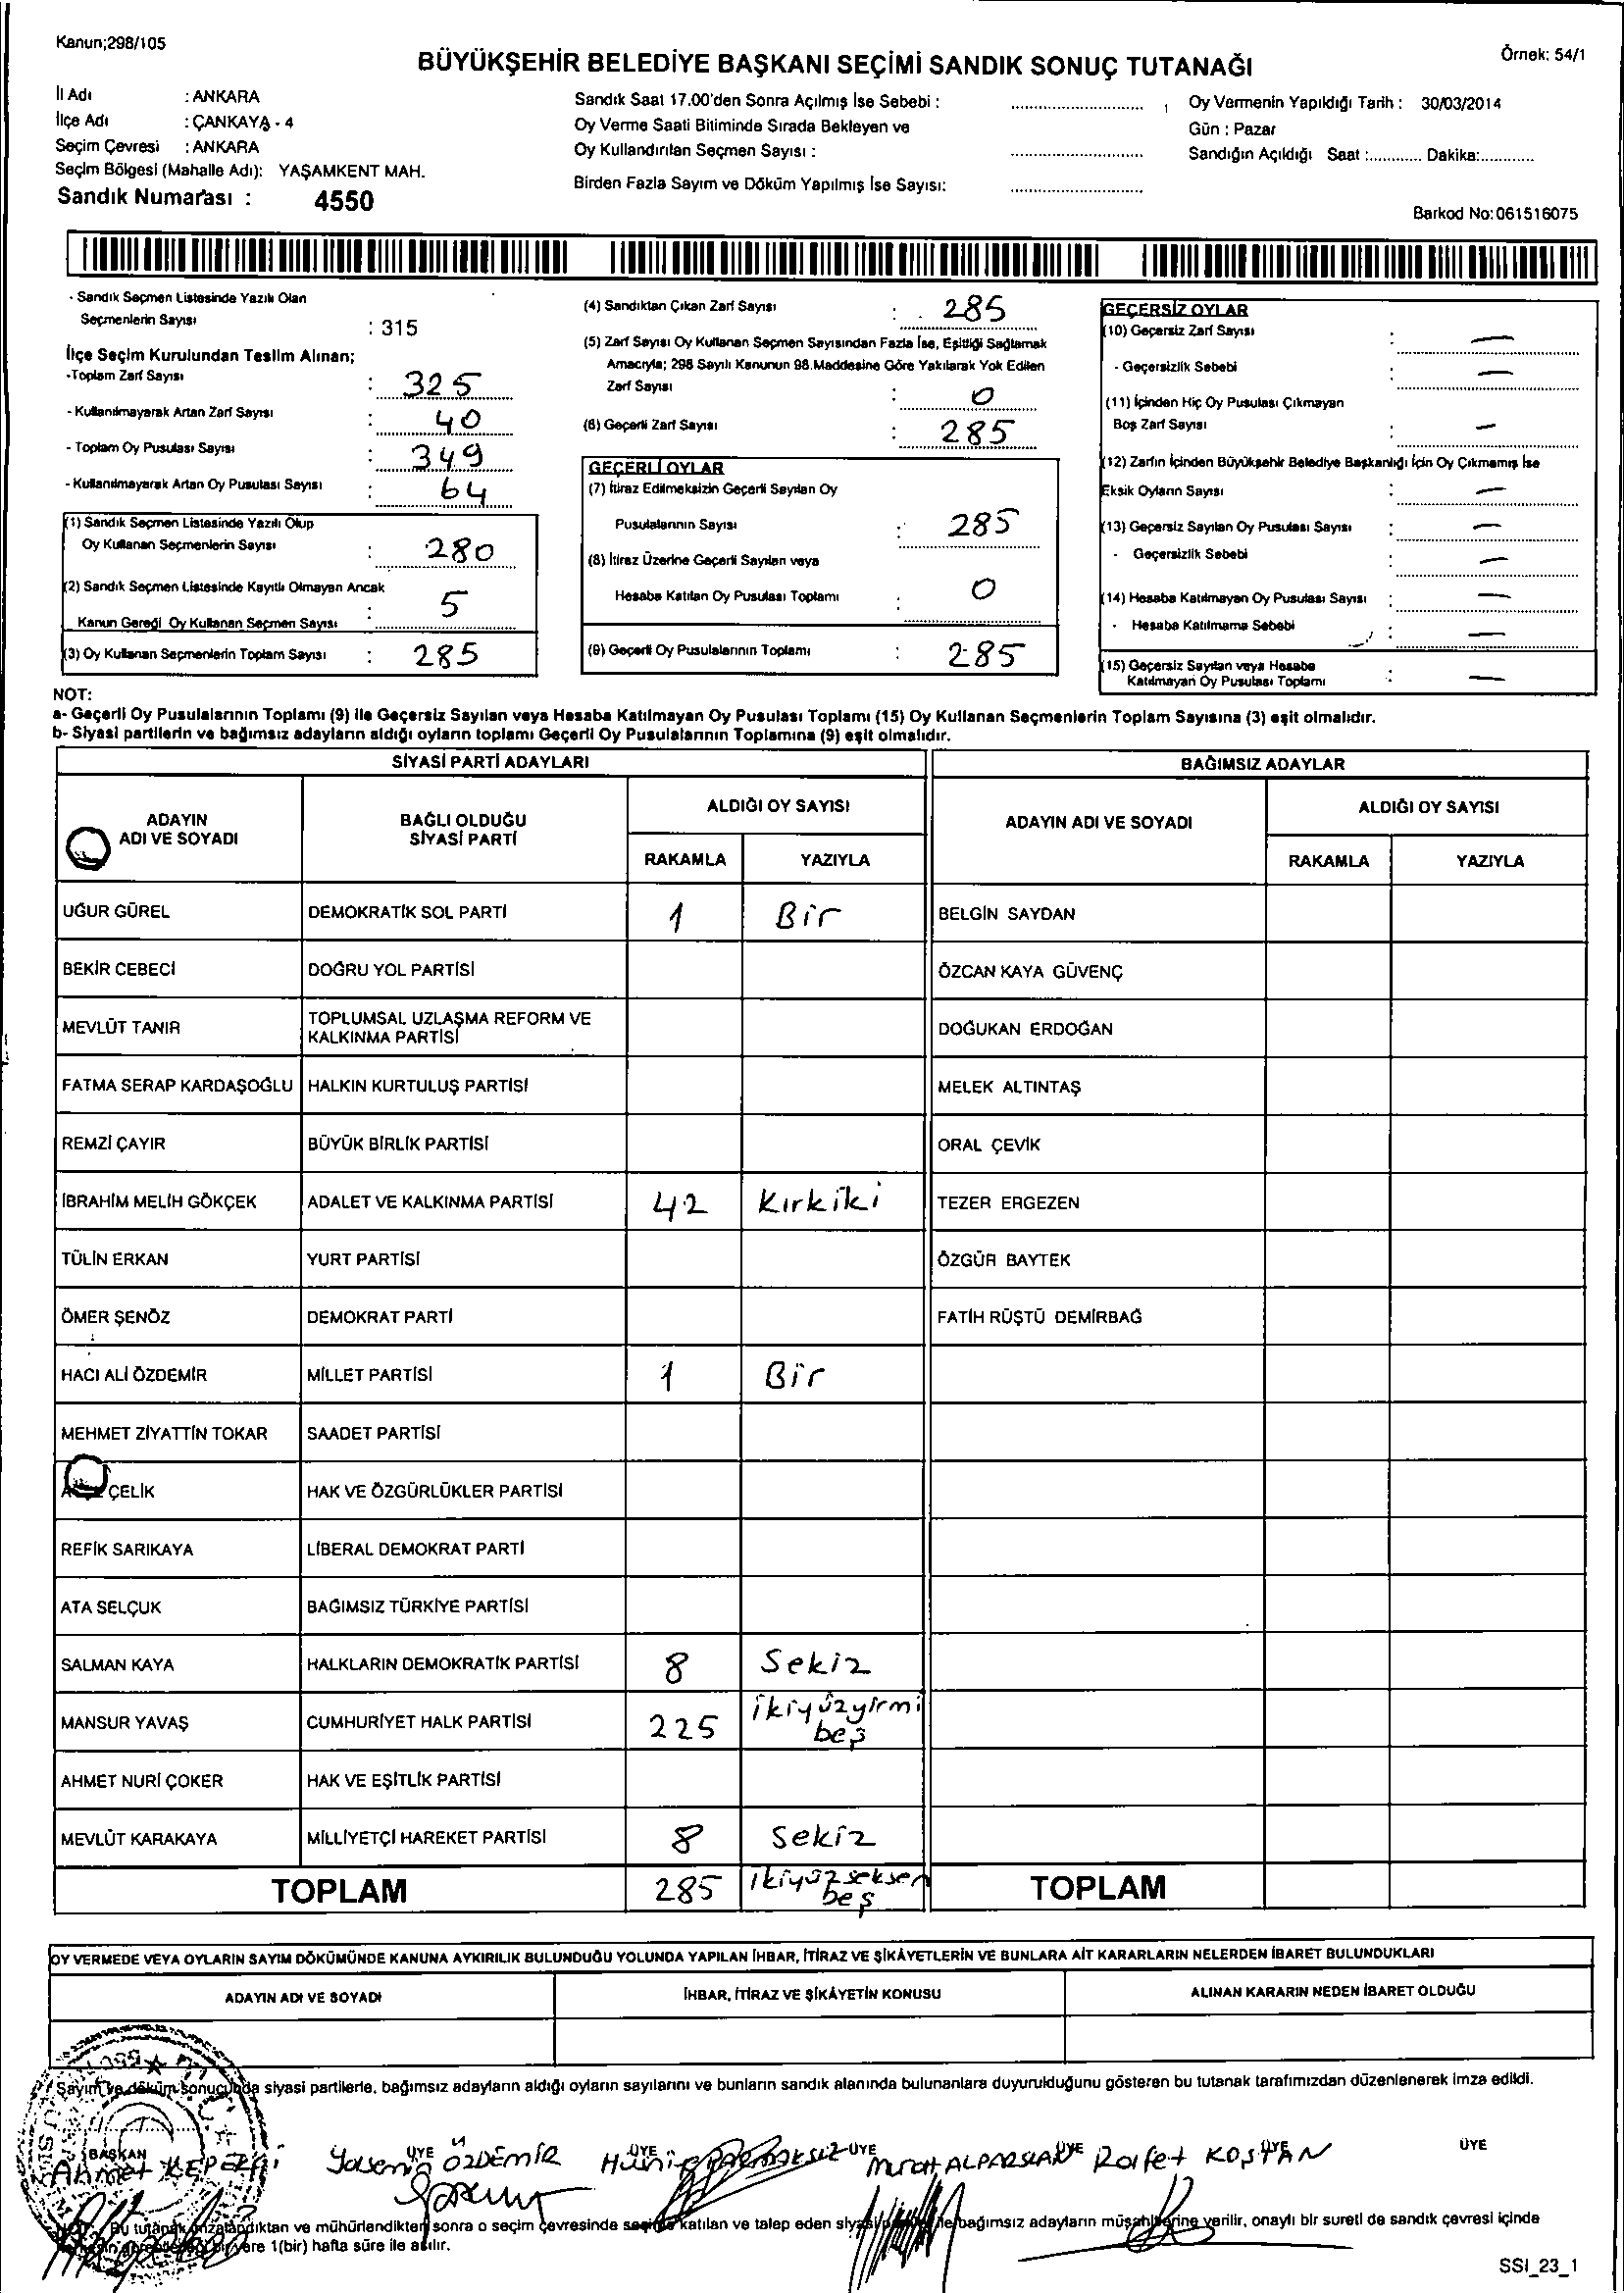 Kanun;298/105
Örnek: 54/1
BÜYÜKŞEHİR BELEDİYE BAŞKANI SEÇİMİ SANDIK SONUÇ TUTANAĞI
İl Adı : ANKARA
İlçe Adı : ÇANKAYA - 4
Seçim Çevresi : ANKARA
Seçim Bölgesi (Mahalle Adı): YAŞAMKENT MAH.
Sandık Numarası : 4550
Sandık Saat 17.00'den Sonra Açılmış İse Sebebi :
Oy Verme Saati Bitiminde Sırada Bekleyen ve
Oy Kullandırılan Seçmen Sayısı :
Birden Fazla Sayım ve Döküm Yapılmış İse Sayısı:
Oy Vermenin Yapıldığı Tarih : 30/03/2014
Gün : Pazar
Sandığın Açıldığı Saat :............ Dakika:............
Barkod No:061516075
- Sandık Seçmen Listesinde Yazılı Olan
Seçmenlerin Sayısı : 315
İlçe Seçim Kurulundan Teslim Alınan;
-Toplam Zarf Sayısı : 325
- Kullanılmayarak Artan Zarf Sayısı : 40
- Toplam Oy Pusulası Sayısı : 349
- Kullanılmayarak Artan Oy Pusulası Sayısı : 64
(1) Sandık Seçmen Listesinde Yazılı Olup
Oy Kullanan Seçmenlerin Sayısı : 280
(2) Sandık Seçmen Listesinde Kayıtlı Olmayan Ancak
Kanun Gereği Oy Kullanan Seçmen Sayısı : 5
(3) Oy Kullanan Seçmenlerin Toplam Sayısı : 285
(4) Sandıktan Çıkan Zarf Sayısı : 285
(5) Zarf Sayısı Oy Kullanan Seçmen Sayısından Fazla İse, Eşitliği Sağlamak
Amacıyla; 298 Sayılı Kanunun 98.Maddesine Göre Yakılarak Yok Edilen
Zarf Sayısı : 0
(6) Geçerli Zarf Sayısı : 285
GEÇERLİ OYLAR
(7) İtiraz Edilmeksizin Geçerli Sayılan Oy
Pusulalarının Sayısı : 285
(8) İtiraz Üzerine Geçerli Sayılan veya
Hesaba Katılan Oy Pusulası Toplamı : 0
(9) Geçerli Oy Pusulalarının Toplamı : 285
GEÇERSİZ OYLAR
(10) Geçersiz Zarf Sayısı : —
- Geçersizlik Sebebi : —
(11) İçinden Hiç Oy Pusulası Çıkmayan
Boş Zarf Sayısı : —
(12) Zarfın İçinden Büyükşehir Belediye Başkanlığı İçin Oy Çıkmamış İse
Eksik Oyların Sayısı : —
(13) Geçersiz Sayılan Oy Pusulası Sayısı : —
- Geçersizlik Sebebi : —
(14) Hesaba Katılmayan Oy Pusulası Sayısı : —
- Hesaba Katılmama Sebebi : —
(15) Geçersiz Sayılan veya Hesaba
Katılmayan Oy Pusulası Toplamı : —
NOT:
a- Geçerli Oy Pusulalarının Toplamı (9) ile Geçersiz Sayılan veya Hesaba Katılmayan Oy Pusulası Toplamı (15) Oy Kullanan Seçmenlerin Toplam Sayısına (3) eşit olmalıdır.
b- Siyasi partilerin ve bağımsız adayların aldığı oyların toplamı Geçerli Oy Pusulalarının Toplamına (9) eşit olmalıdır.
SİYASİ PARTİ ADAYLARI BAĞIMSIZ ADAYLAR
ADAYIN ADI VE SOYADI BAĞLI OLDUĞU SİYASİ PARTİ ALDIĞI OY SAYISI ADAYIN ADI VE SOYADI ALDIĞI OY SAYISI
RAKAMLA YAZIYLA RAKAMLA YAZIYLA
UĞUR GÜREL DEMOKRATİK SOL PARTİ 1 Bir BELGİN SAYDAN
BEKİR CEBECİ DOĞRU YOL PARTİSİ ÖZCAN KAYA GÜVENÇ
MEVLÜT TANIR TOPLUMSAL UZLAŞMA REFORM VE KALKINMA PARTİSİ DOĞUKAN ERDOĞAN
FATMA SERAP KARDAŞOĞLU HALKIN KURTULUŞ PARTİSİ MELEK ALTINTAŞ
REMZİ ÇAYIR BÜYÜK BİRLİK PARTİSİ ORAL ÇEVİK
İBRAHİM MELİH GÖKÇEK ADALET VE KALKINMA PARTİSİ 42 Kırkiki TEZER ERGEZEN
TÜLİN ERKAN YURT PARTİSİ ÖZGÜR BAYTEK
ÖMER ŞENÖZ DEMOKRAT PARTİ FATİH RÜŞTÜ DEMİRBAĞ
HACI ALİ ÖZDEMİR MİLLET PARTİSİ 1 Bir
MEHMET ZİYATTİN TOKAR SAADET PARTİSİ
ÇELİK HAK VE ÖZGÜRLÜKLER PARTİSİ
REFİK SARIKAYA LİBERAL DEMOKRAT PARTİ
ATA SELÇUK BAĞIMSIZ TÜRKİYE PARTİSİ
SALMAN KAYA HALKLARIN DEMOKRATİK PARTİSİ 8 Sekiz
MANSUR YAVAŞ CUMHURİYET HALK PARTİSİ 225 ikiyüzyirmi beş
AHMET NURİ ÇOKER HAK VE EŞİTLİK PARTİSİ
MEVLÜT KARAKAYA MİLLİYETÇİ HAREKET PARTİSİ 8 Sekiz
TOPLAM 285 ikiyüzseksen beş TOPLAM
OY VERMEDE VEYA OYLARIN SAYIM DÖKÜMÜNDE KANUNA AYKIRILIK BULUNDUĞU YOLUNDA YAPILAN İHBAR, İTİRAZ VE ŞİKÂYETLERİN VE BUNLARA AİT KARARLARIN NELERDEN İBARET BULUNDUKLARI
ADAYIN ADI VE SOYADI İHBAR, İTİRAZ VE ŞİKÂYETİN KONUSU ALINAN KARARIN NEDEN İBARET OLDUĞU
Sayım ve döküm sonucunda siyasi partilerle, bağımsız adayların aldığı oyların sayılarını ve bunların sandık alanında bulunanlara duyurulduğunu gösteren bu tutanak tarafımızdan düzenlenerek imza edildi.
BAŞKAN ÜYE ÜYE ÜYE ÜYE ÜYE ÜYE
Ahmet Yasemin ÖZDEMİR Murat ALPARSLAN Rafet KOŞTAN
Bu tutanak imzalandıktan ve mühürlendikten sonra o seçim çevresinde seçime katılan ve talep eden siyasi bağımsız adayların müşahitlerine verilir, onaylı bir sureti de sandık çevresi içinde
bir yere 1(bir) hafta süre ile asılır.
SSI_23_1